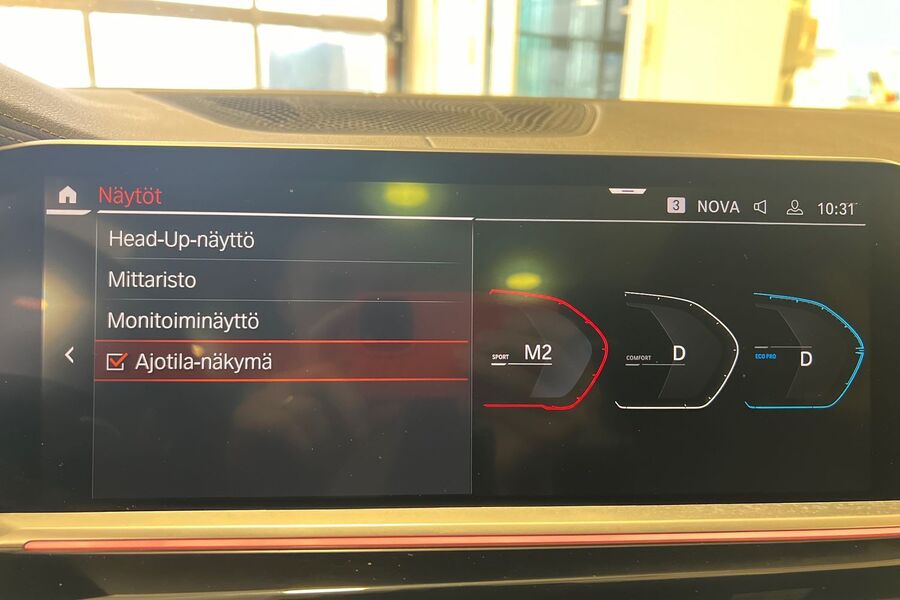 Näytöt
3 NOVA 10:31
Head-Up-näyttö
Mittaristo
Monitoiminäyttö
Ajotila-näkymä
SPORT M2
COMFORT D
ECO PRO D